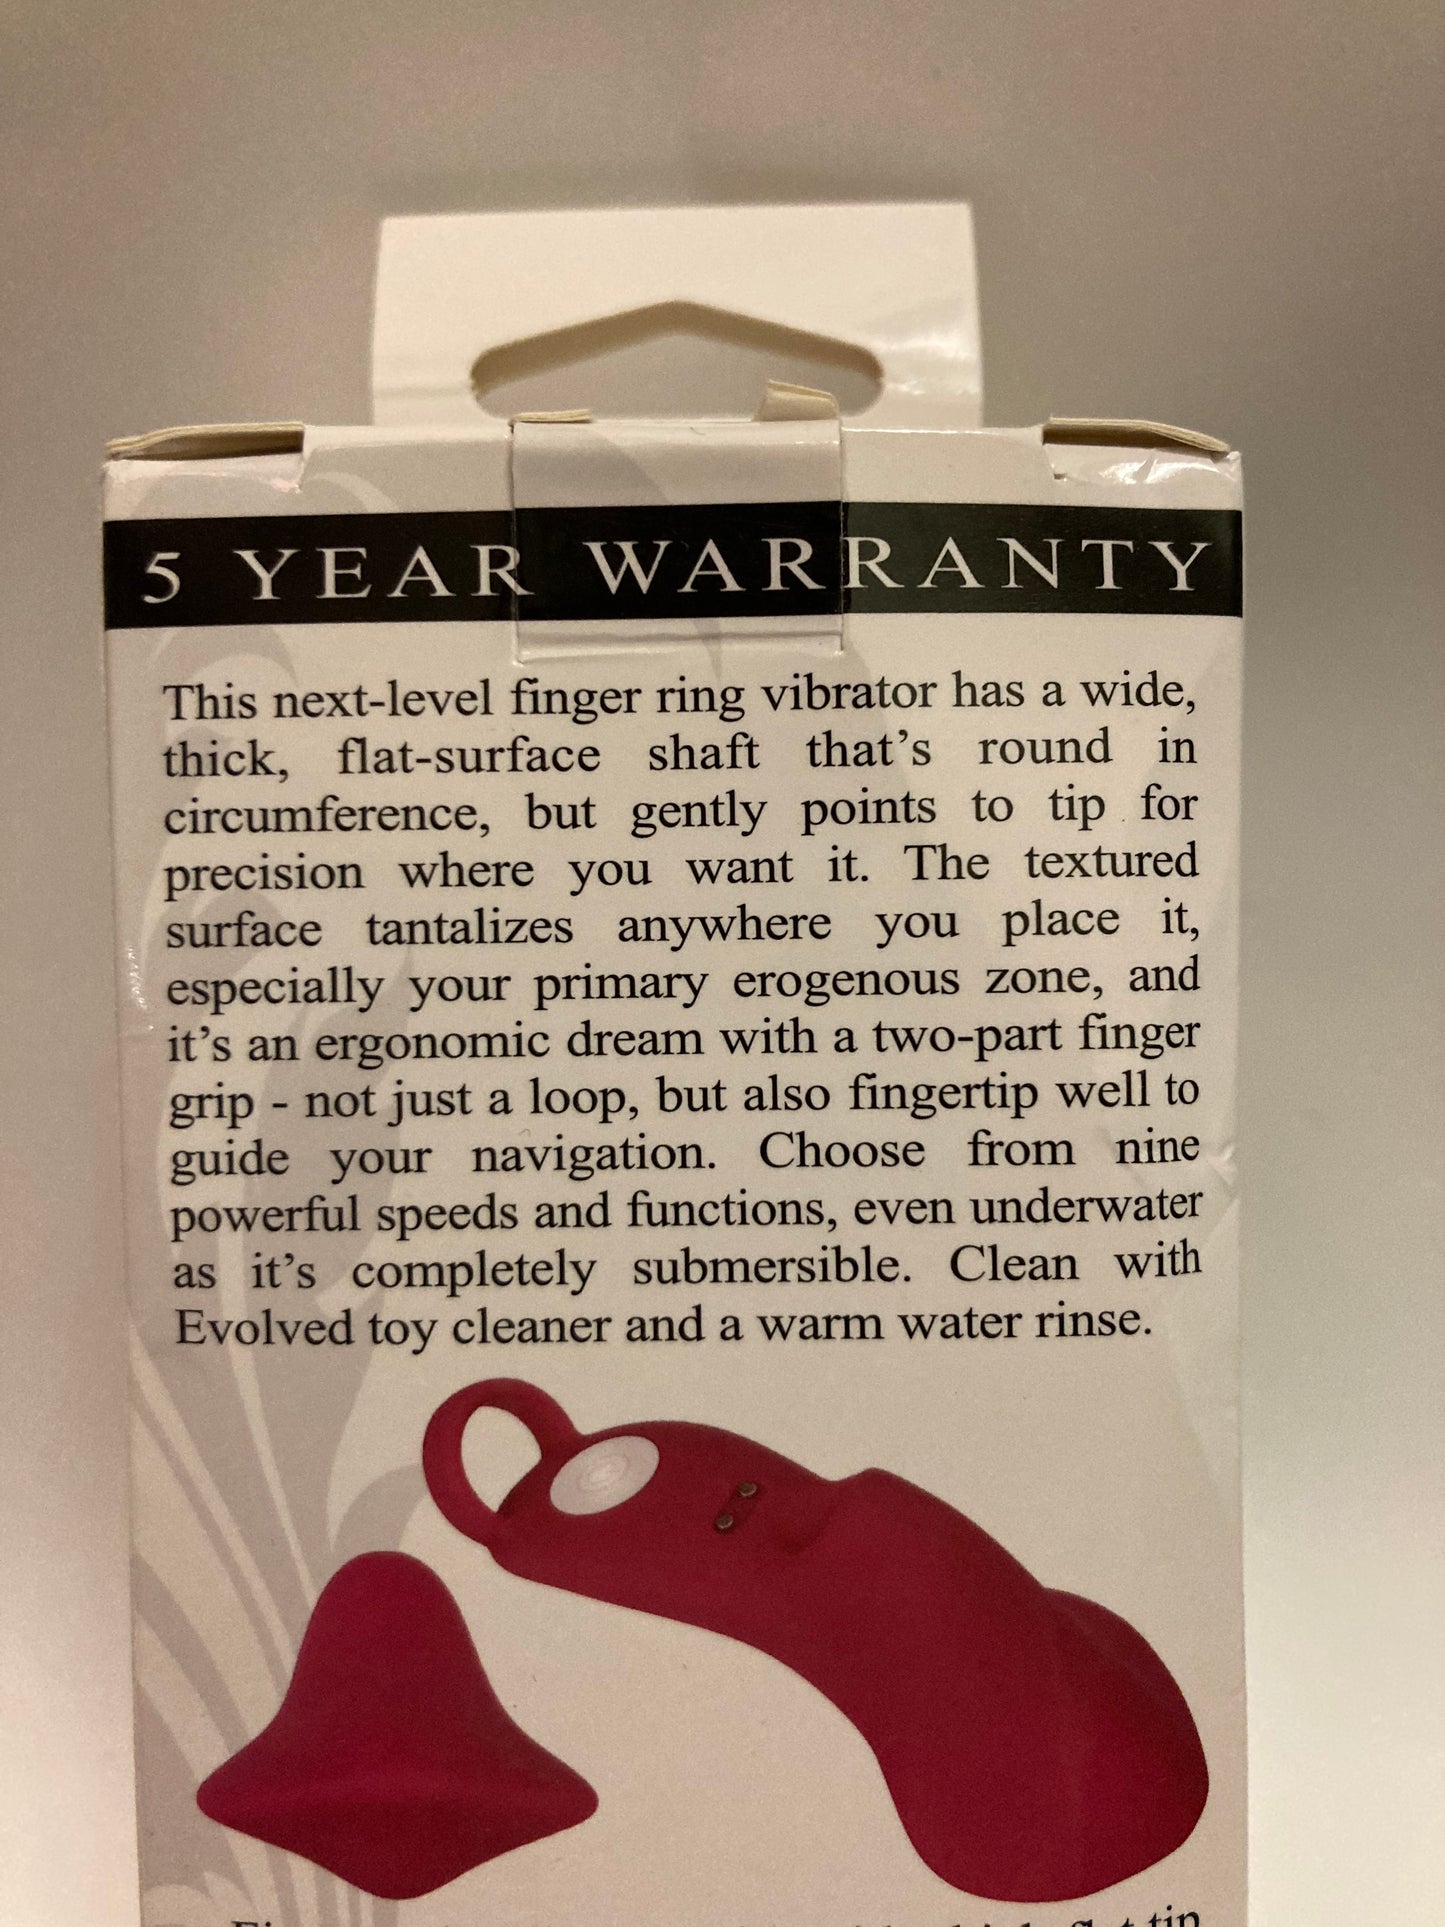 5 YEAR WARRANTY
This next-level finger ring vibrator has a wide,
thick, flat-surface shaft that's round in
circumference, but gently points to tip for
precision where you want it. The textured
surface tantalizes anywhere you place it,
especially your primary erogenous zone, and
it's an ergonomic dream with a two-part finger
grip - not just a loop, but also fingertip well to
guide your navigation. Choose from nine
powerful speeds and functions, even underwater
as it's completely submersible. Clean with
Evolved toy cleaner and a warm water rinse.
tip